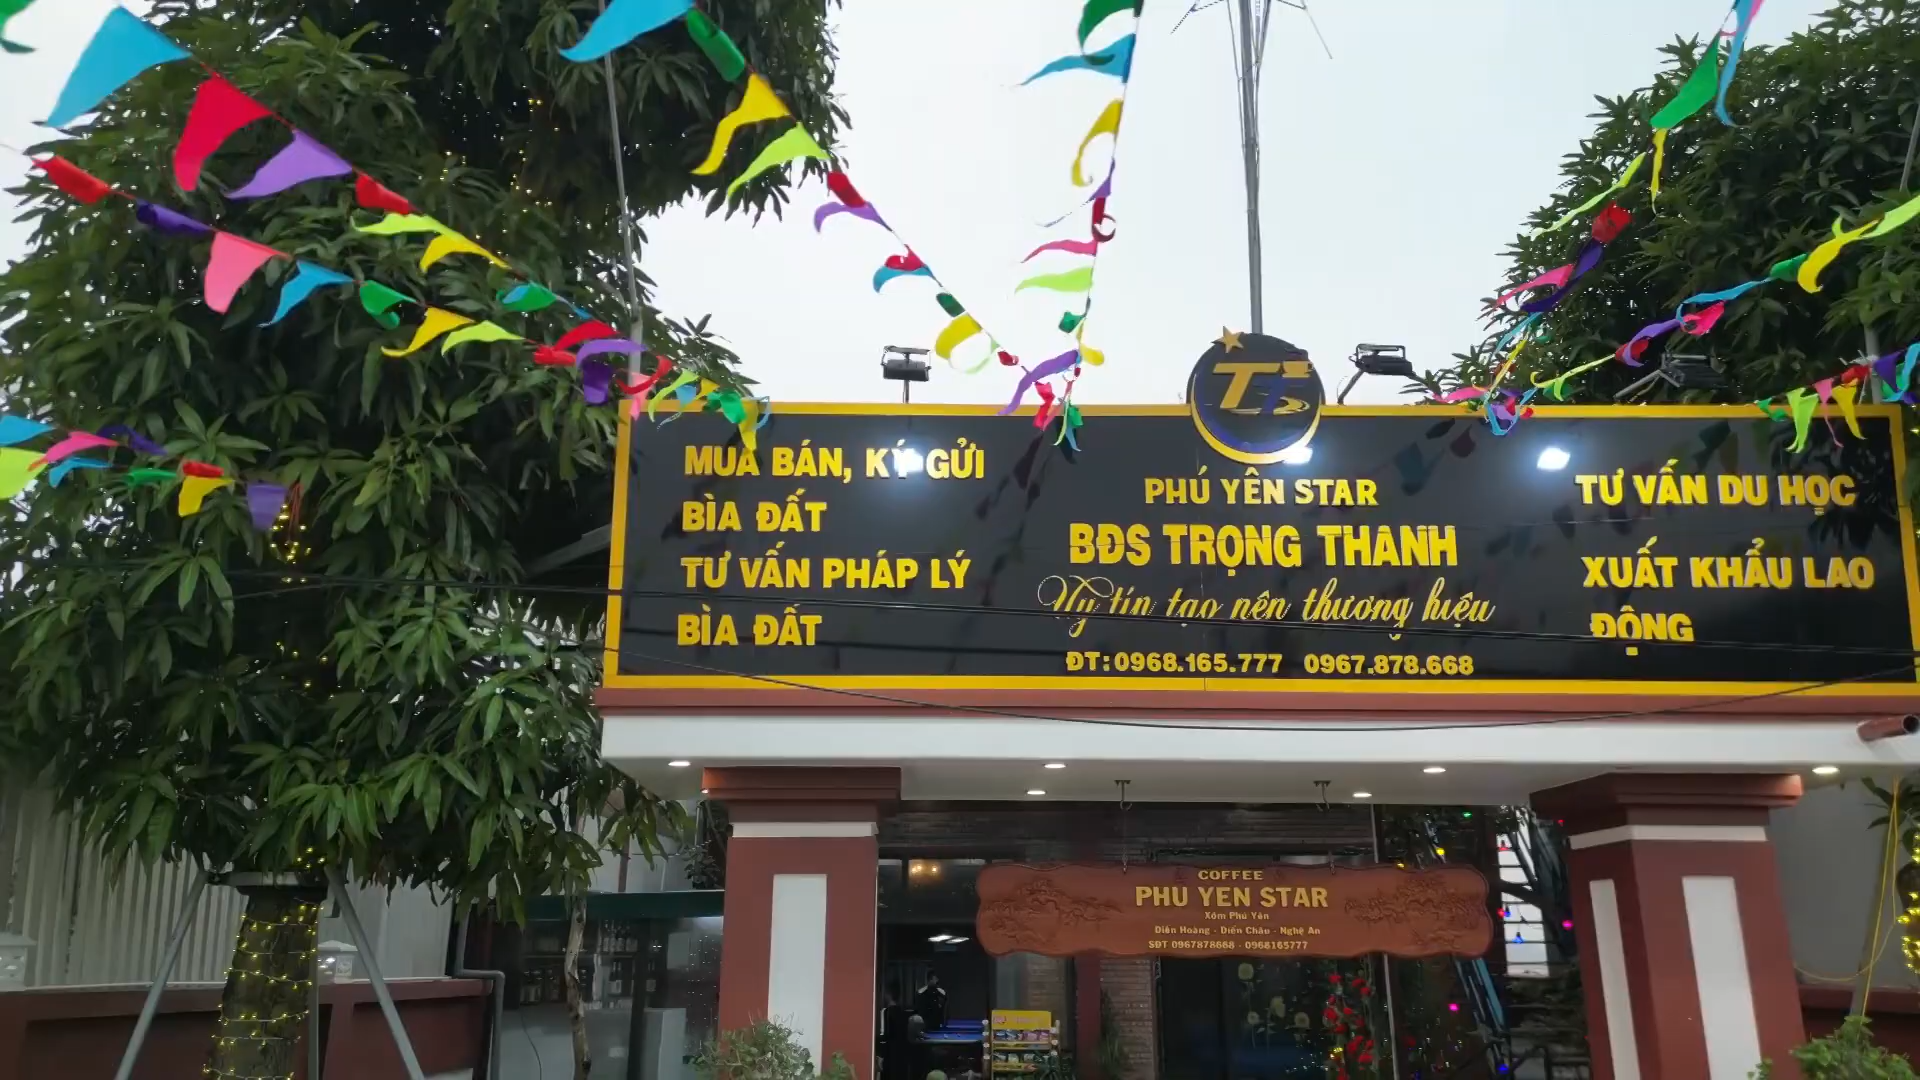 MUA BÁN, KÝ GỬI
BÌA ĐẤT
TƯ VẤN PHÁP LÝ
BÌA ĐẤT
PHÚ YÊN STAR
BĐS TRỌNG THÀNH
Uy tín tạo nên thương hiệu
ĐT: 0968.165.777 0967.878.668
TƯ VẤN DU HỌC
XUẤT KHẨU LAO
ĐỘNG
COFFEE
PHU YEN STAR
Xóm Phú Yên
Diễn Hoàng - Diễn Châu - Nghệ An
SĐT 0967878668 - 0968165777